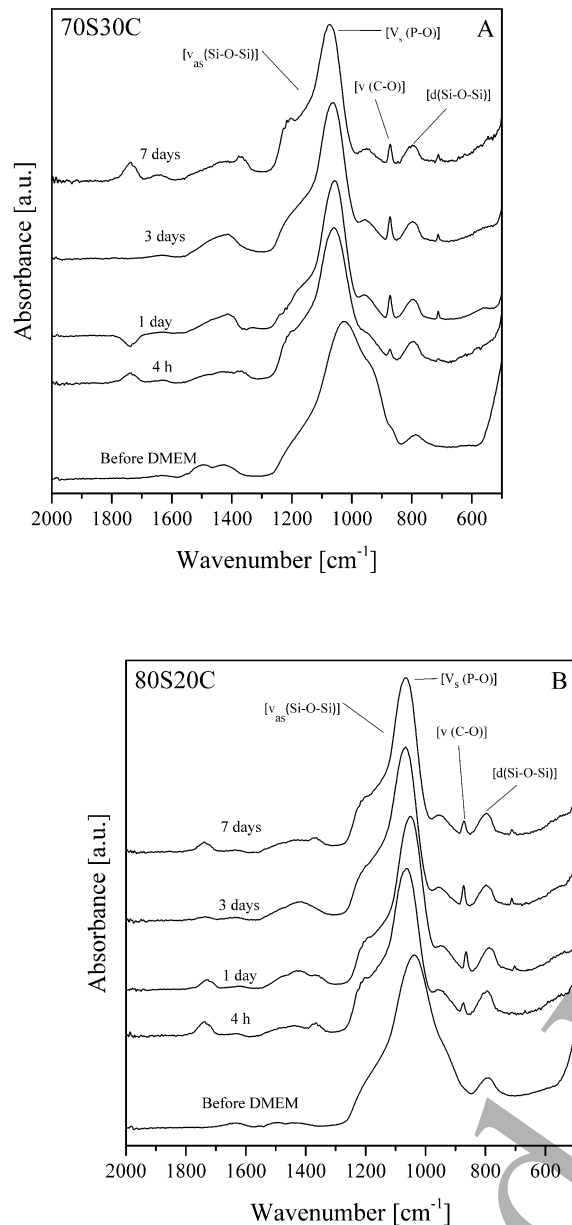 70S30C
A
[V_s (P-O)]
[v_as(Si-O-Si)]
[v (C-O)]
[d(Si-O-Si)]
7 days
3 days
1 day
4 h
Before DMEM
Absorbance [a.u.]
2000 1800 1600 1400 1200 1000 800 600
Wavenumber [cm⁻¹]
80S20C
B
[V_s (P-O)]
[v_as(Si-O-Si)]
[v (C-O)]
[d(Si-O-Si)]
7 days
3 days
1 day
4 h
Before DMEM
Absorbance [a.u.]
2000 1800 1600 1400 1200 1000 800 600
Wavenumber [cm⁻¹]